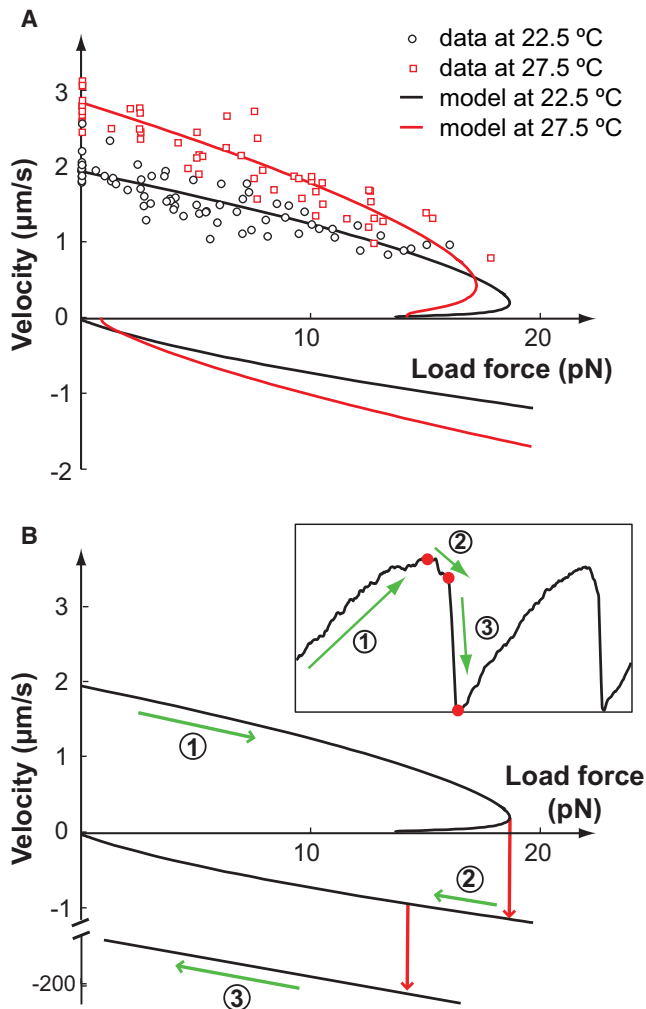 A
data at 22.5 ºC
data at 27.5 ºC
model at 22.5 ºC
model at 27.5 ºC
Velocity (µm/s)
3
2
1
0
-1
-2
10
20
Load force (pN)
B
Velocity (µm/s)
3
2
1
0
-1
-200
10
20
Load force
(pN)
①
②
③
①
②
③